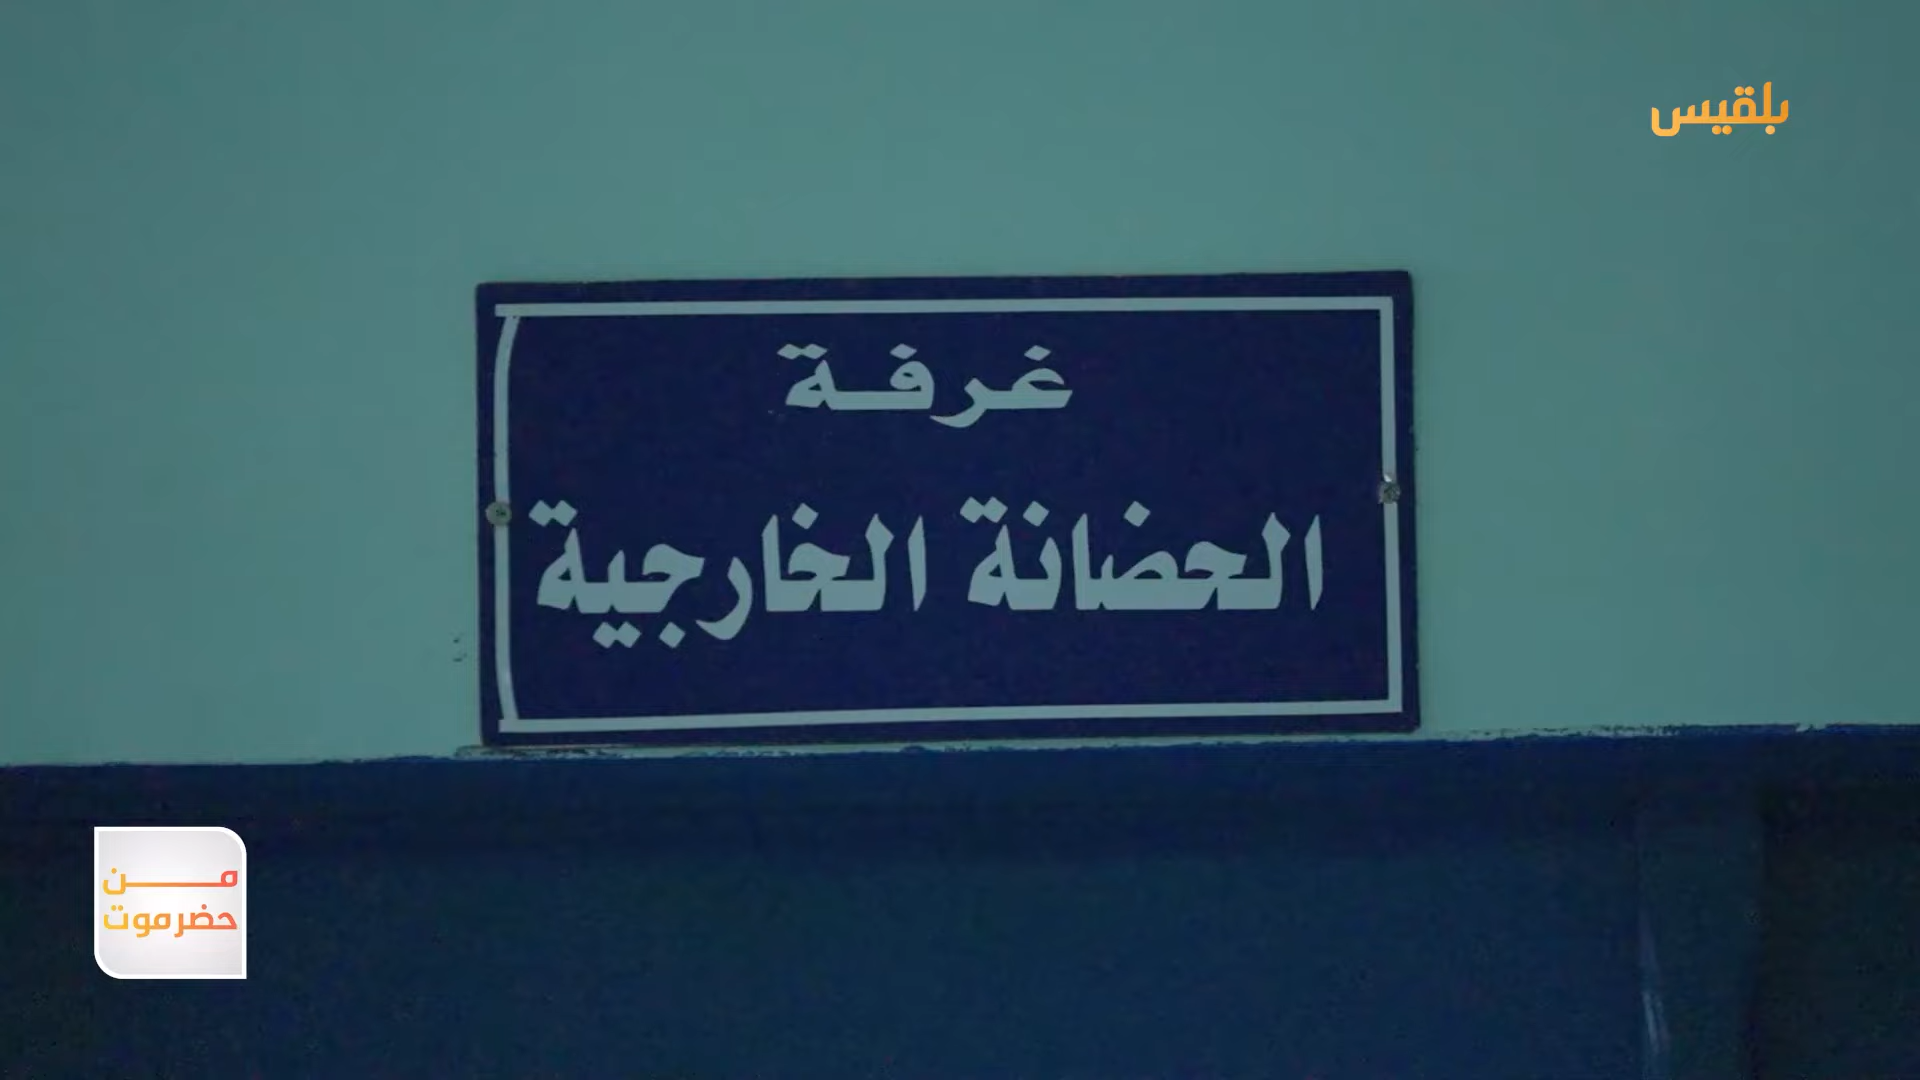 بلقيس
غرفة
الحضانة الخارجية
من
حضرموت